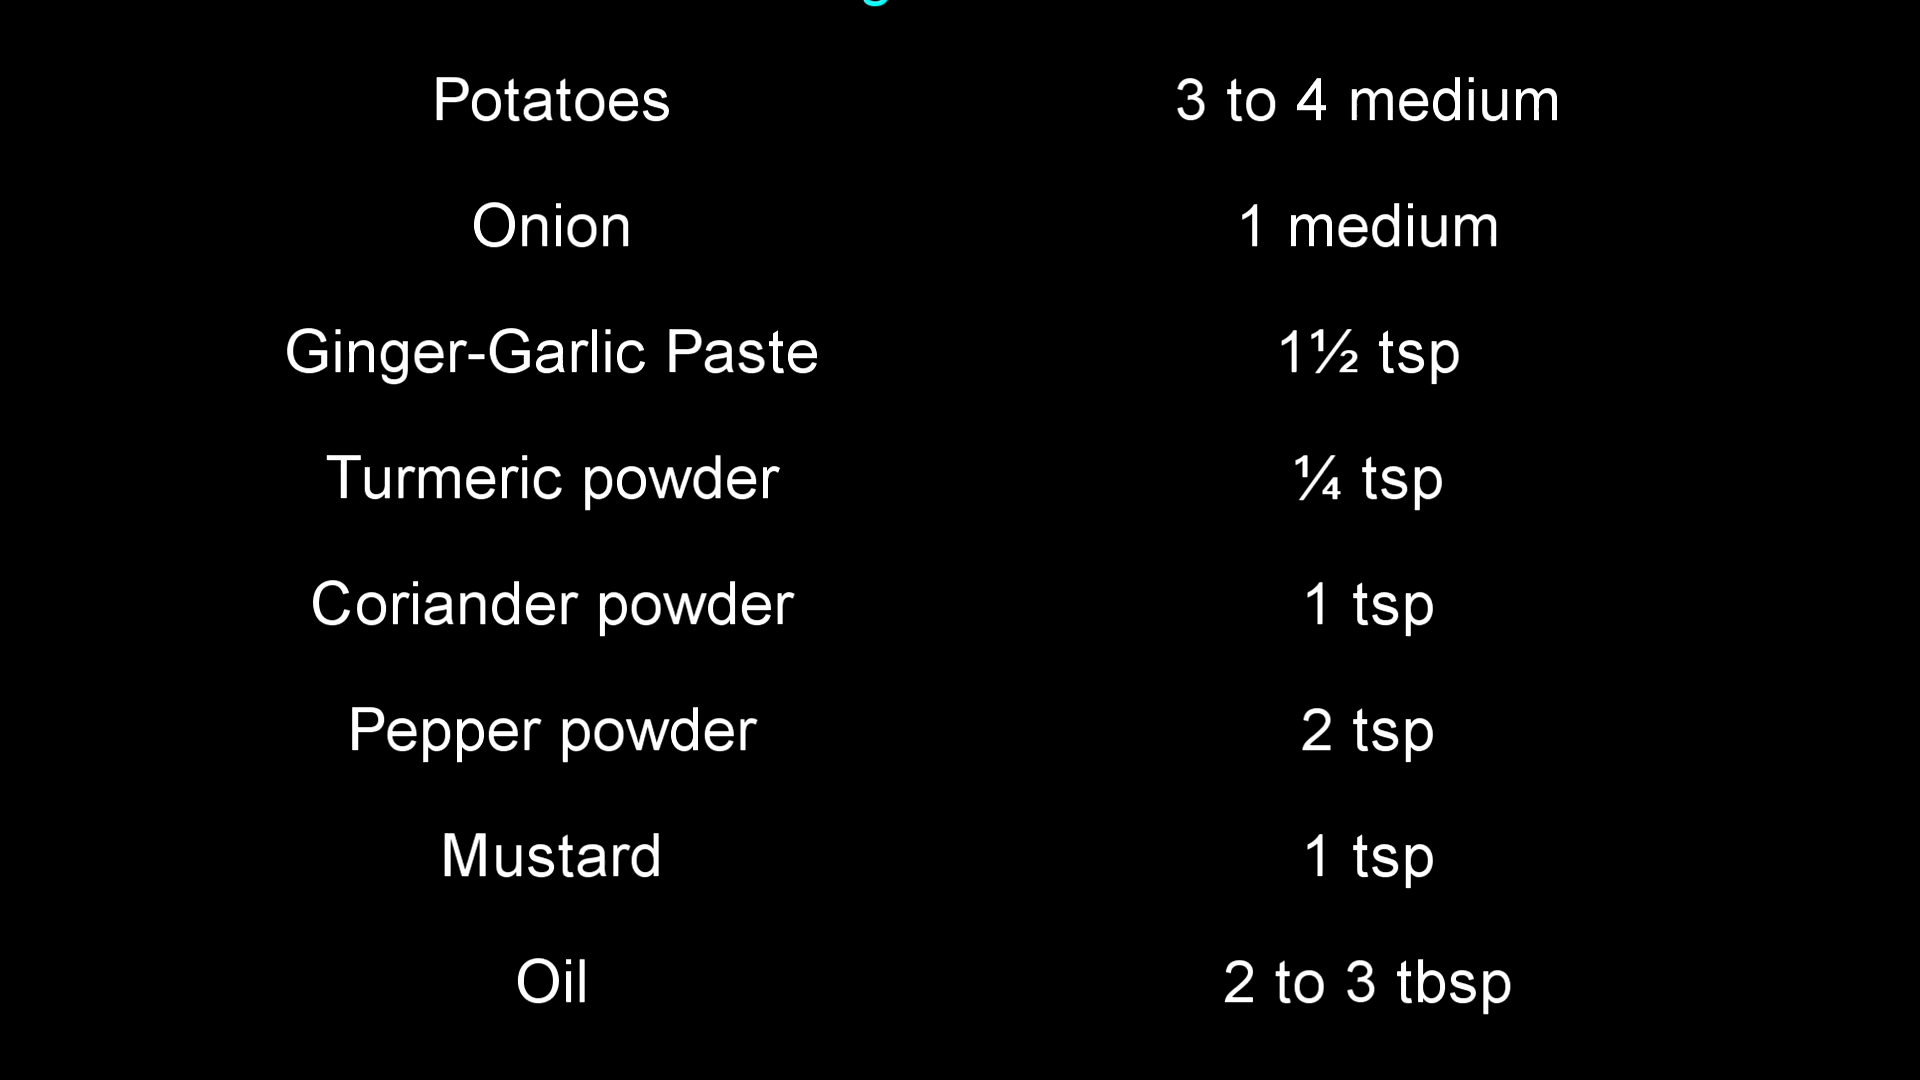 Potatoes 3 to 4 medium
Onion 1 medium
Ginger-Garlic Paste 1½ tsp
Turmeric powder ¼ tsp
Coriander powder 1 tsp
Pepper powder 2 tsp
Mustard 1 tsp
Oil 2 to 3 tbsp